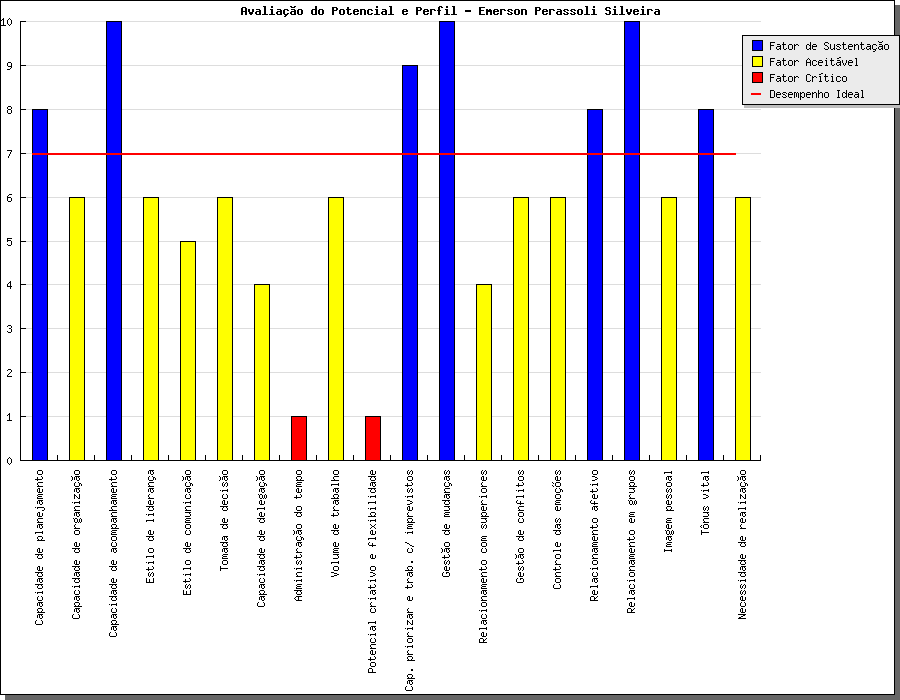 Avaliação do Potencial e Perfil - Emerson Perassoli Silveira
Fator de Sustentação
Fator Aceitável
Fator Crítico
Desempenho Ideal
10
9
8
7
6
5
4
3
2
1
0
Capacidade de planejamento
Capacidade de organização
Capacidade de acompanhamento
Estilo de liderança
Estilo de comunicação
Tomada de decisão
Capacidade de delegação
Administração do tempo
Volume de trabalho
Potencial criativo e flexibilidade
Cap. priorizar e trab. c/ imprevistos
Gestão de mudanças
Relacionamento com superiores
Gestão de conflitos
Controle das emoções
Relacionamento afetivo
Relacionamento em grupos
Imagem pessoal
Tônus vital
Necessidade de realização